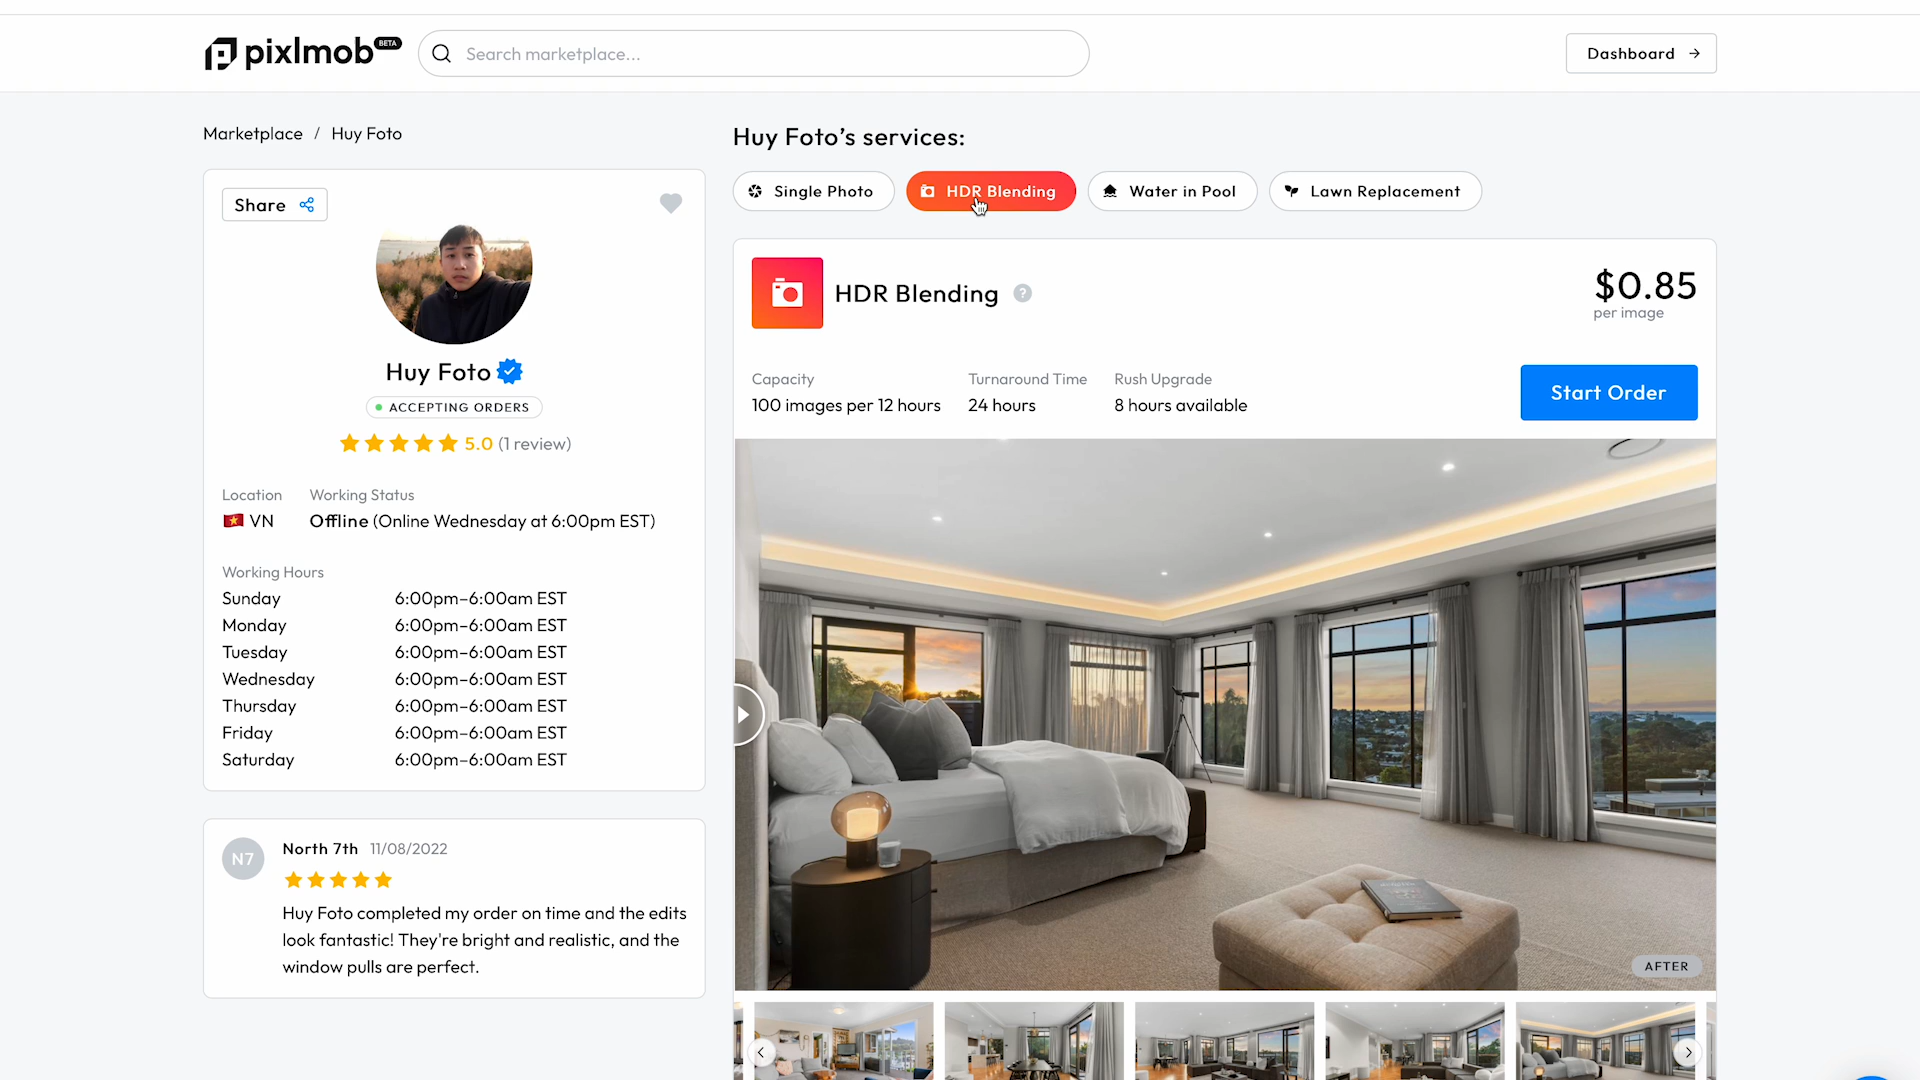 pixlmob BETA
Search marketplace...
Dashboard
Marketplace / Huy Foto
Share
Huy Foto
ACCEPTING ORDERS
5.0 (1 review)
Location Working Status
VN Offline (Online Wednesday at 6:00pm EST)
Working Hours
Sunday 6:00pm–6:00am EST
Monday 6:00pm–6:00am EST
Tuesday 6:00pm–6:00am EST
Wednesday 6:00pm–6:00am EST
Thursday 6:00pm–6:00am EST
Friday 6:00pm–6:00am EST
Saturday 6:00pm–6:00am EST
N7
North 7th 11/08/2022
Huy Foto completed my order on time and the edits
look fantastic! They're bright and realistic, and the
window pulls are perfect.
Huy Foto's services:
Single Photo HDR Blending Water in Pool Lawn Replacement
HDR Blending ?
$0.85
per image
Capacity Turnaround Time Rush Upgrade
100 images per 12 hours 24 hours 8 hours available
Start Order
AFTER